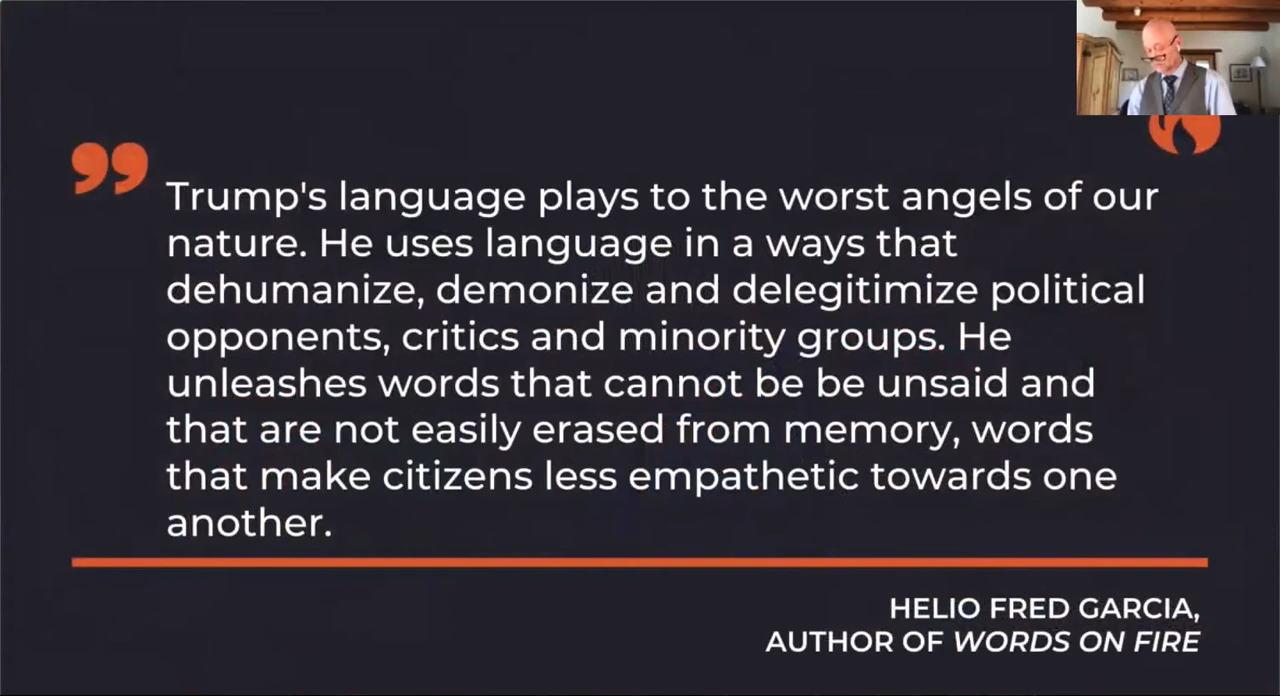 Trump's language plays to the worst angels of our
nature. He uses language in a ways that
dehumanize, demonize and delegitimize political
opponents, critics and minority groups. He
unleashes words that cannot be be unsaid and
that are not easily erased from memory, words
that make citizens less empathetic towards one
another.
HELIO FRED GARCIA,
AUTHOR OF WORDS ON FIRE